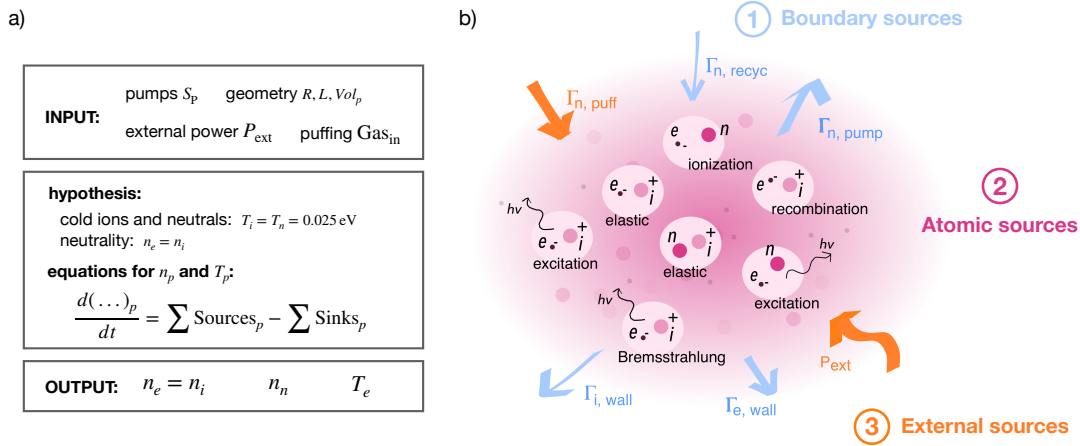 a)
INPUT:
pumps S_P geometry R, L, Vol_p
external power P_ext puffing Gas_in
hypothesis:
cold ions and neutrals: T_i = T_n = 0.025 eV
neutrality: n_e = n_i
equations for n_p and T_p:
d(...)_p / dt = ∑ Sources_p − ∑ Sinks_p
OUTPUT: n_e = n_i n_n T_e
b)
1 Boundary sources
Γ_n, recyc
Γ_n, puff
Γ_n, pump
e - n
ionization
e - i +
elastic
e - i +
recombination
hv
e - i +
excitation
n i +
elastic
n e - hv
excitation
hv
e - i +
Bremsstrahlung
2
Atomic sources
P_ext
Γ_i, wall
Γ_e, wall
3 External sources